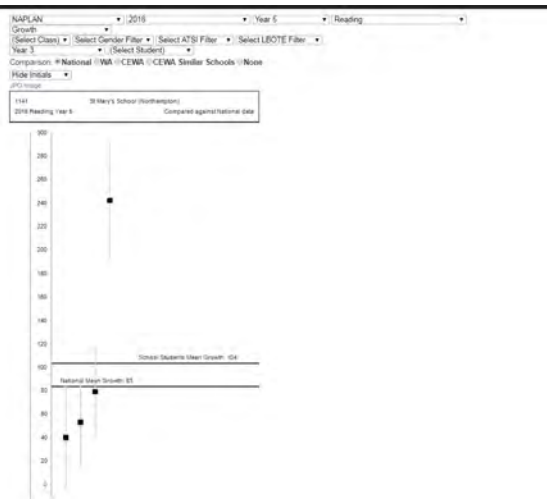 NAPLAN 2016 Year 5 Reading
Growth
(Select Class) Select Gender Filter Select ATSI Filter Select LBOTE Filter
Year 3 (Select Student)
Comparison: National WA CEWA CEWA Similar Schools None
Hide Initials
JPG Image
1141 St Mary's School (Northampton)
2016 Reading Year 5 Compared against National data
300
280
260
240
220
200
180
160
140
120
School Students Mean Growth: 104
100
National Mean Growth:
80
60
40
20
0